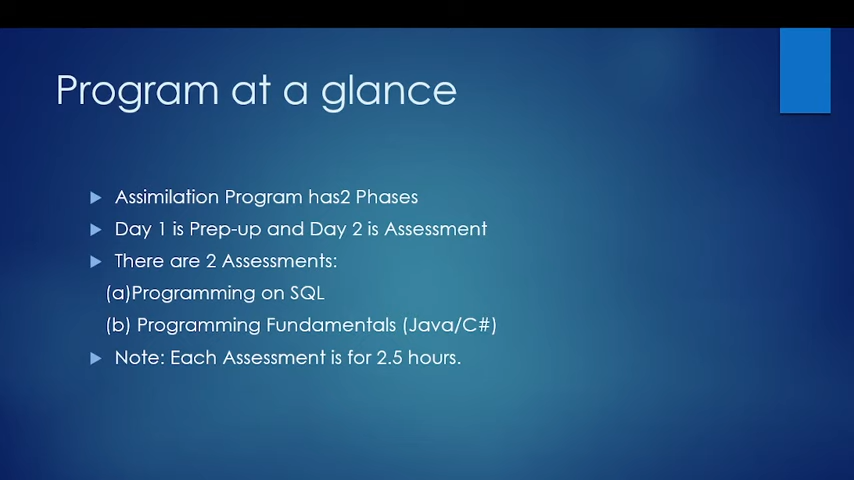 Program at a glance
Assimilation Program has2 Phases
Day 1 is Prep-up and Day 2 is Assessment
There are 2 Assessments:
(a)Programming on SQL
(b) Programming Fundamentals (Java/C#)
Note: Each Assessment is for 2.5 hours.